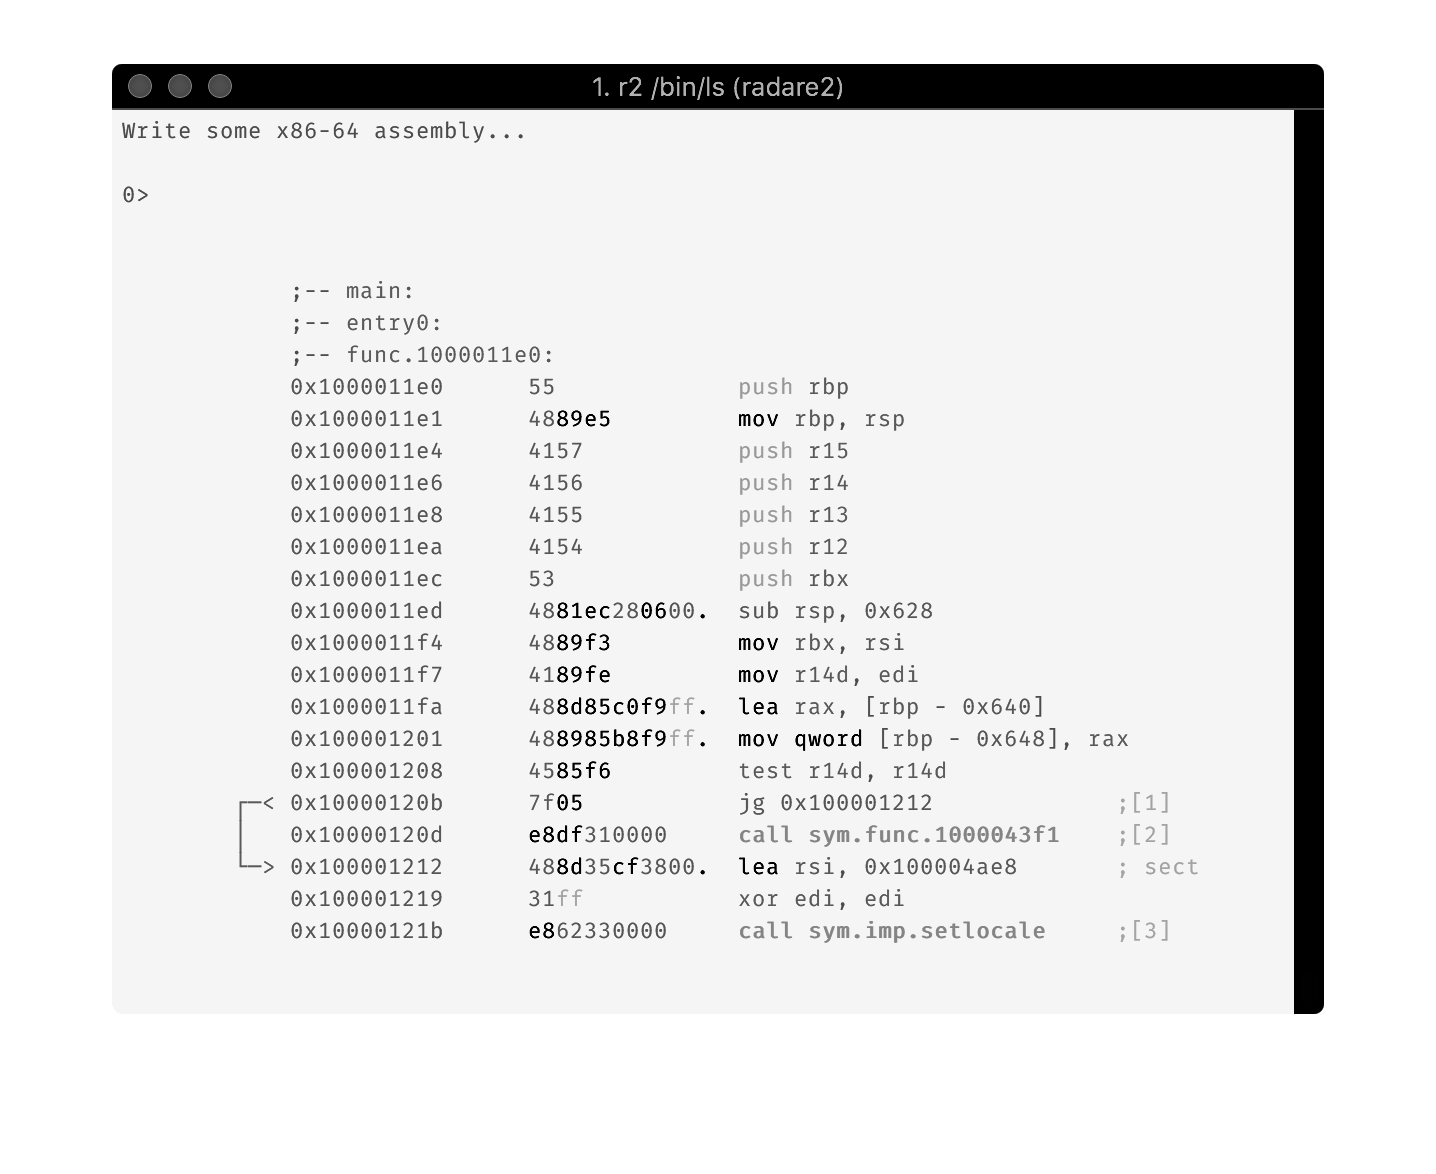 1. r2 /bin/ls (radare2)
Write some x86-64 assembly...
0>
;-- main:
;-- entry0:
;-- func.1000011e0:
0x1000011e0 55 push rbp
0x1000011e1 4889e5 mov rbp, rsp
0x1000011e4 4157 push r15
0x1000011e6 4156 push r14
0x1000011e8 4155 push r13
0x1000011ea 4154 push r12
0x1000011ec 53 push rbx
0x1000011ed 4881ec280600. sub rsp, 0x628
0x1000011f4 4889f3 mov rbx, rsi
0x1000011f7 4189fe mov r14d, edi
0x1000011fa 488d85c0f9ff. lea rax, [rbp - 0x640]
0x100001201 488985b8f9ff. mov qword [rbp - 0x648], rax
0x100001208 4585f6 test r14d, r14d
┌─< 0x10000120b 7f05 jg 0x100001212 ;[1]
│ 0x10000120d e8df310000 call sym.func.1000043f1 ;[2]
└─> 0x100001212 488d35cf3800. lea rsi, 0x100004ae8 ; sect
0x100001219 31ff xor edi, edi
0x10000121b e862330000 call sym.imp.setlocale ;[3]